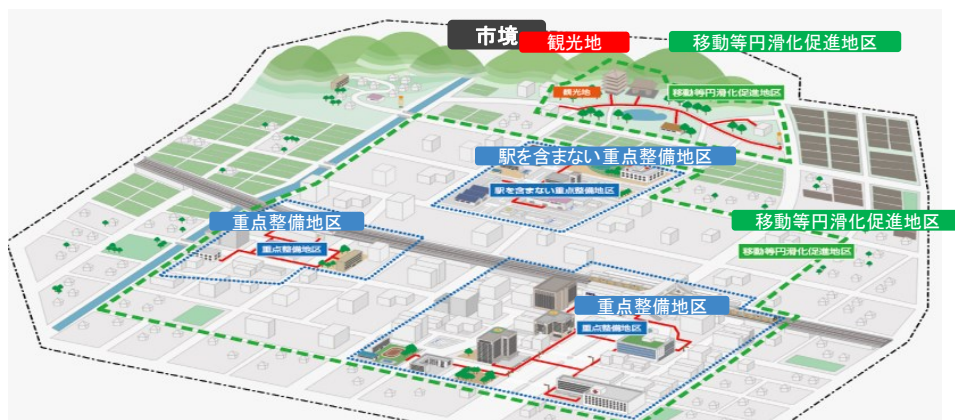 市境
観光地
移動等円滑化促進地区
観光地
移動等円滑化促進地区
駅を含まない重点整備地区
駅を含まない重点整備地区
重点整備地区
重点整備地区
移動等円滑化促進地区
移動等円滑化促進地区
重点整備地区
重点整備地区